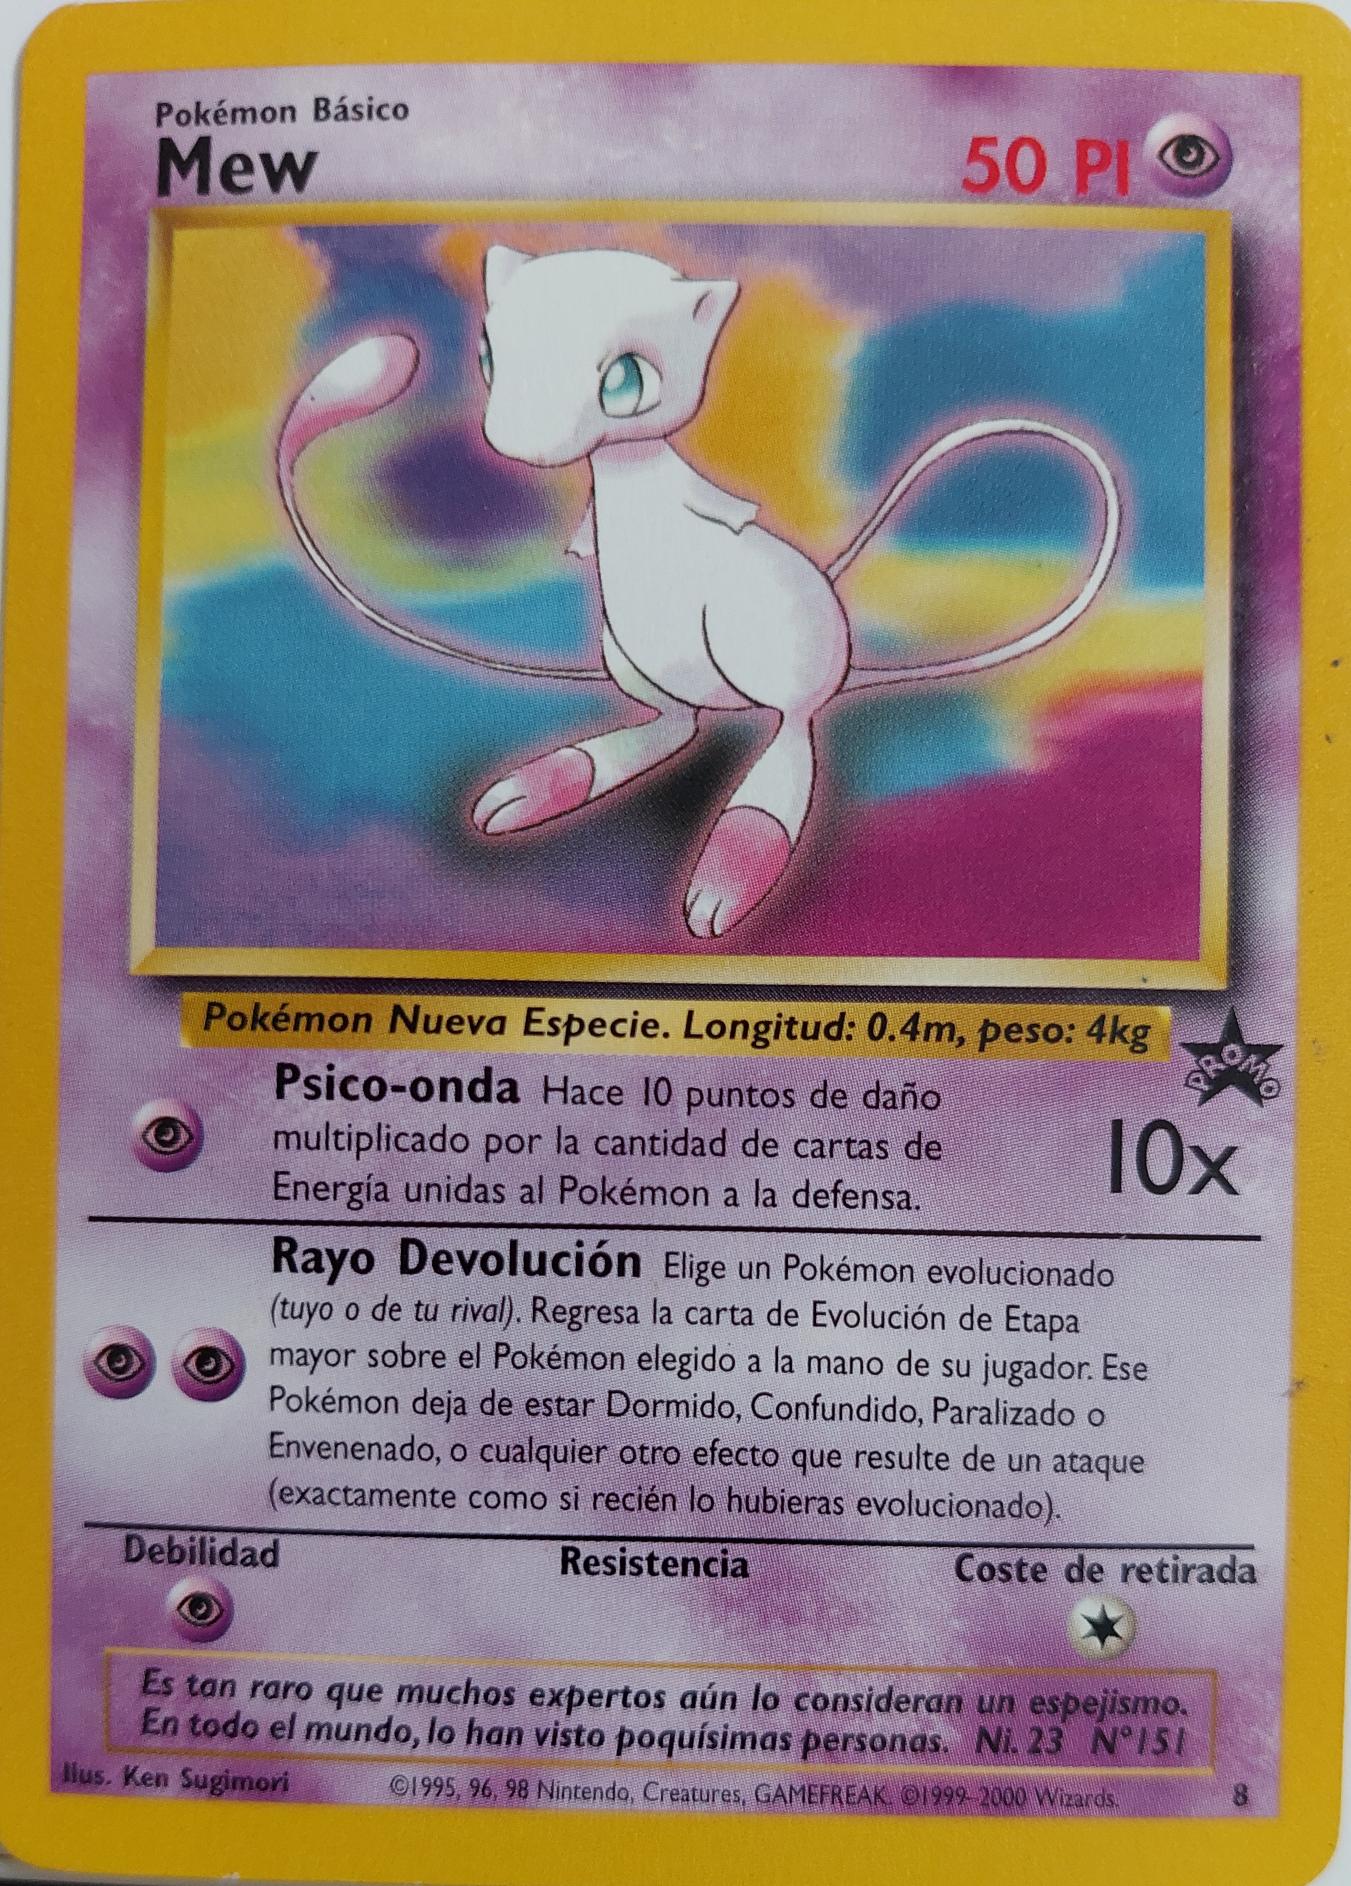 Pokémon Básico
Mew
50 PI
Pokémon Nueva Especie. Longitud: 0.4m, peso: 4kg
PROMO
Psico-onda Hace 10 puntos de daño
multiplicado por la cantidad de cartas de
Energía unidas al Pokémon a la defensa.
10x
Rayo Devolución Elige un Pokémon evolucionado
(tuyo o de tu rival). Regresa la carta de Evolución de Etapa
mayor sobre el Pokémon elegido a la mano de su jugador. Ese
Pokémon deja de estar Dormido, Confundido, Paralizado o
Envenenado, o cualquier otro efecto que resulte de un ataque
(exactamente como si recién lo hubieras evolucionado).
Debilidad
Resistencia
Coste de retirada
Es tan raro que muchos expertos aún lo consideran un espejismo.
En todo el mundo, lo han visto poquísimas personas. Ni. 23 N°151
Ilus. Ken Sugimori
©1995, 96, 98 Nintendo, Creatures, GAMEFREAK. ©1999-2000 Wizards.
8